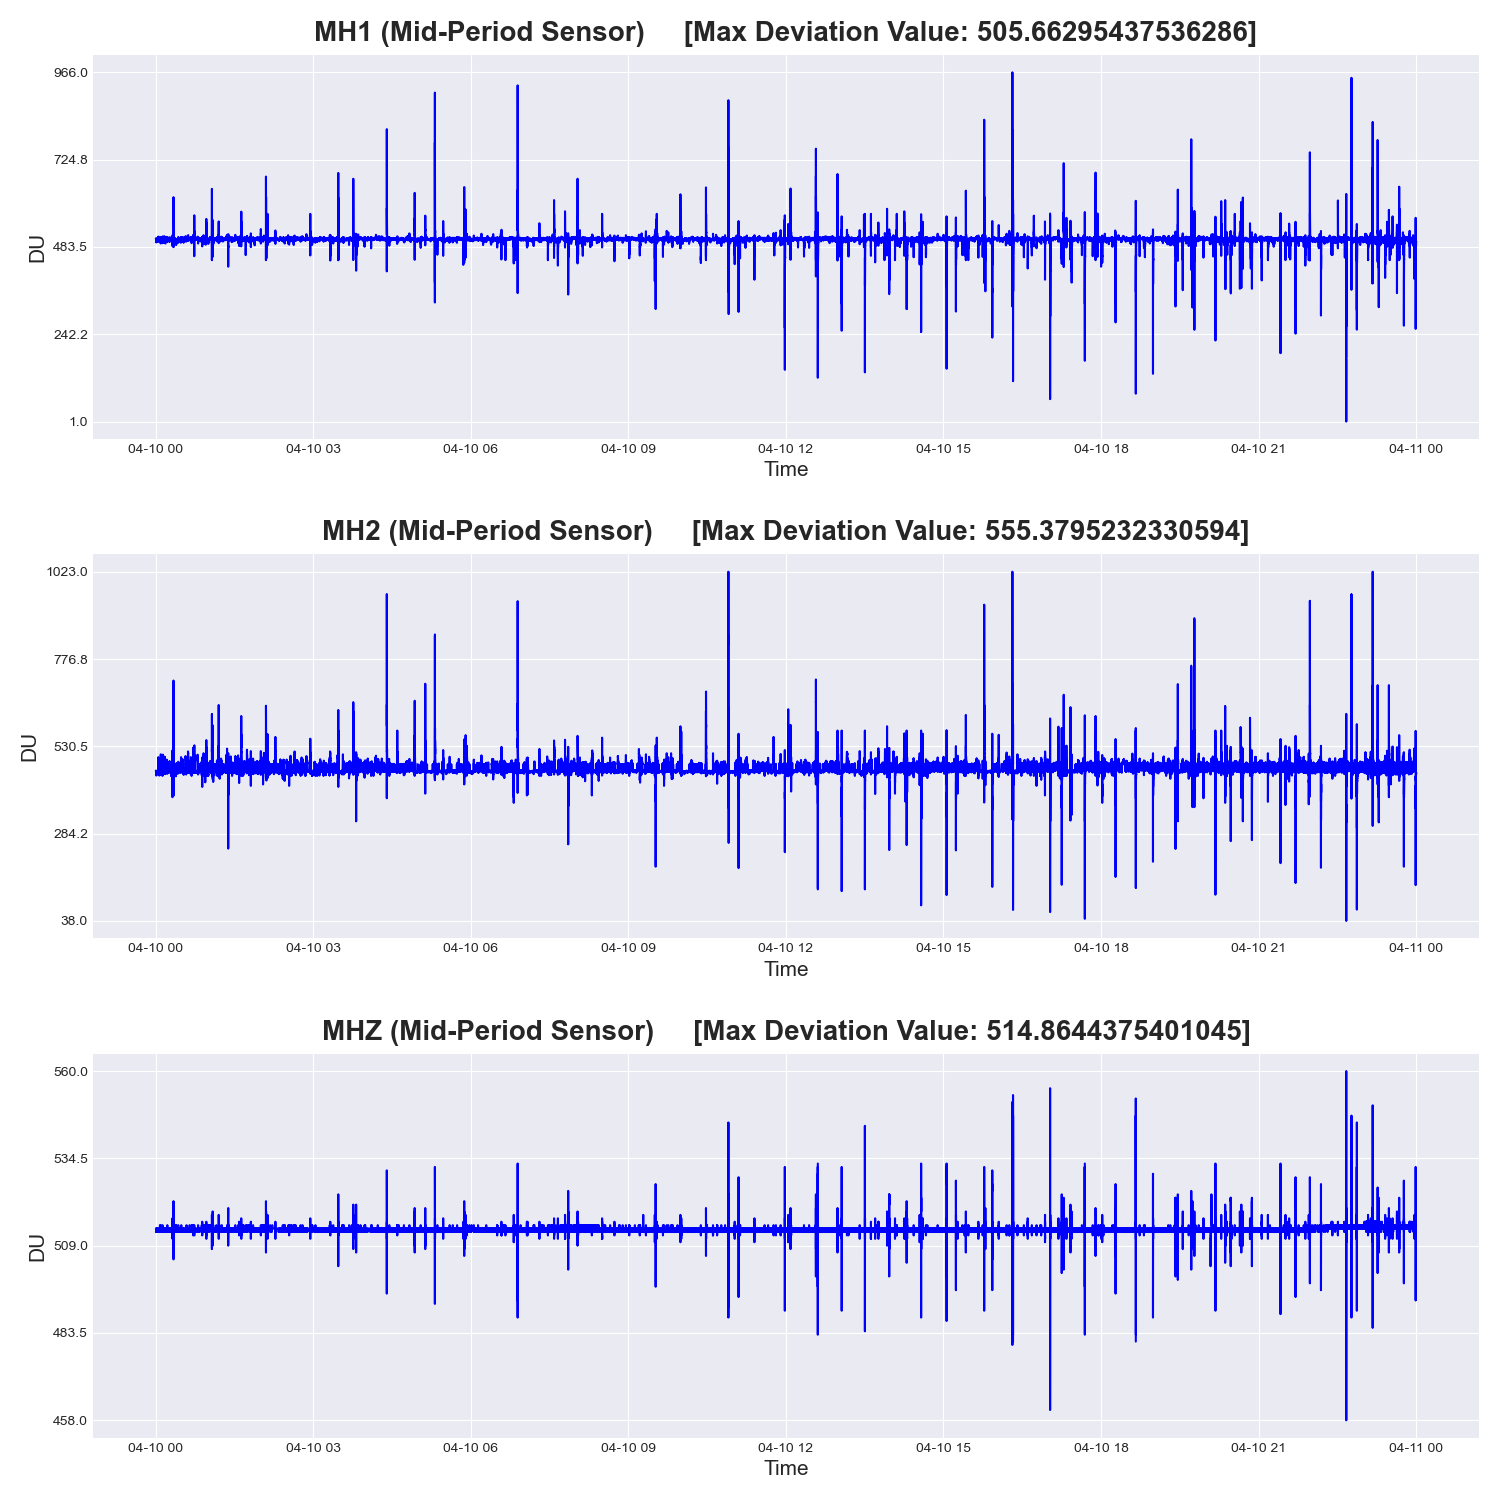 MH1 (Mid-Period Sensor) [Max Deviation Value: 505.66295437536286]
966.0
724.8
483.5
242.2
1.0
DU
04-10 00 04-10 03 04-10 06 04-10 09 04-10 12 04-10 15 04-10 18 04-10 21 04-11 00
Time
MH2 (Mid-Period Sensor) [Max Deviation Value: 555.3795232330594]
1023.0
776.8
530.5
284.2
38.0
DU
04-10 00 04-10 03 04-10 06 04-10 09 04-10 12 04-10 15 04-10 18 04-10 21 04-11 00
Time
MHZ (Mid-Period Sensor) [Max Deviation Value: 514.8644375401045]
560.0
534.5
509.0
483.5
458.0
DU
04-10 00 04-10 03 04-10 06 04-10 09 04-10 12 04-10 15 04-10 18 04-10 21 04-11 00
Time